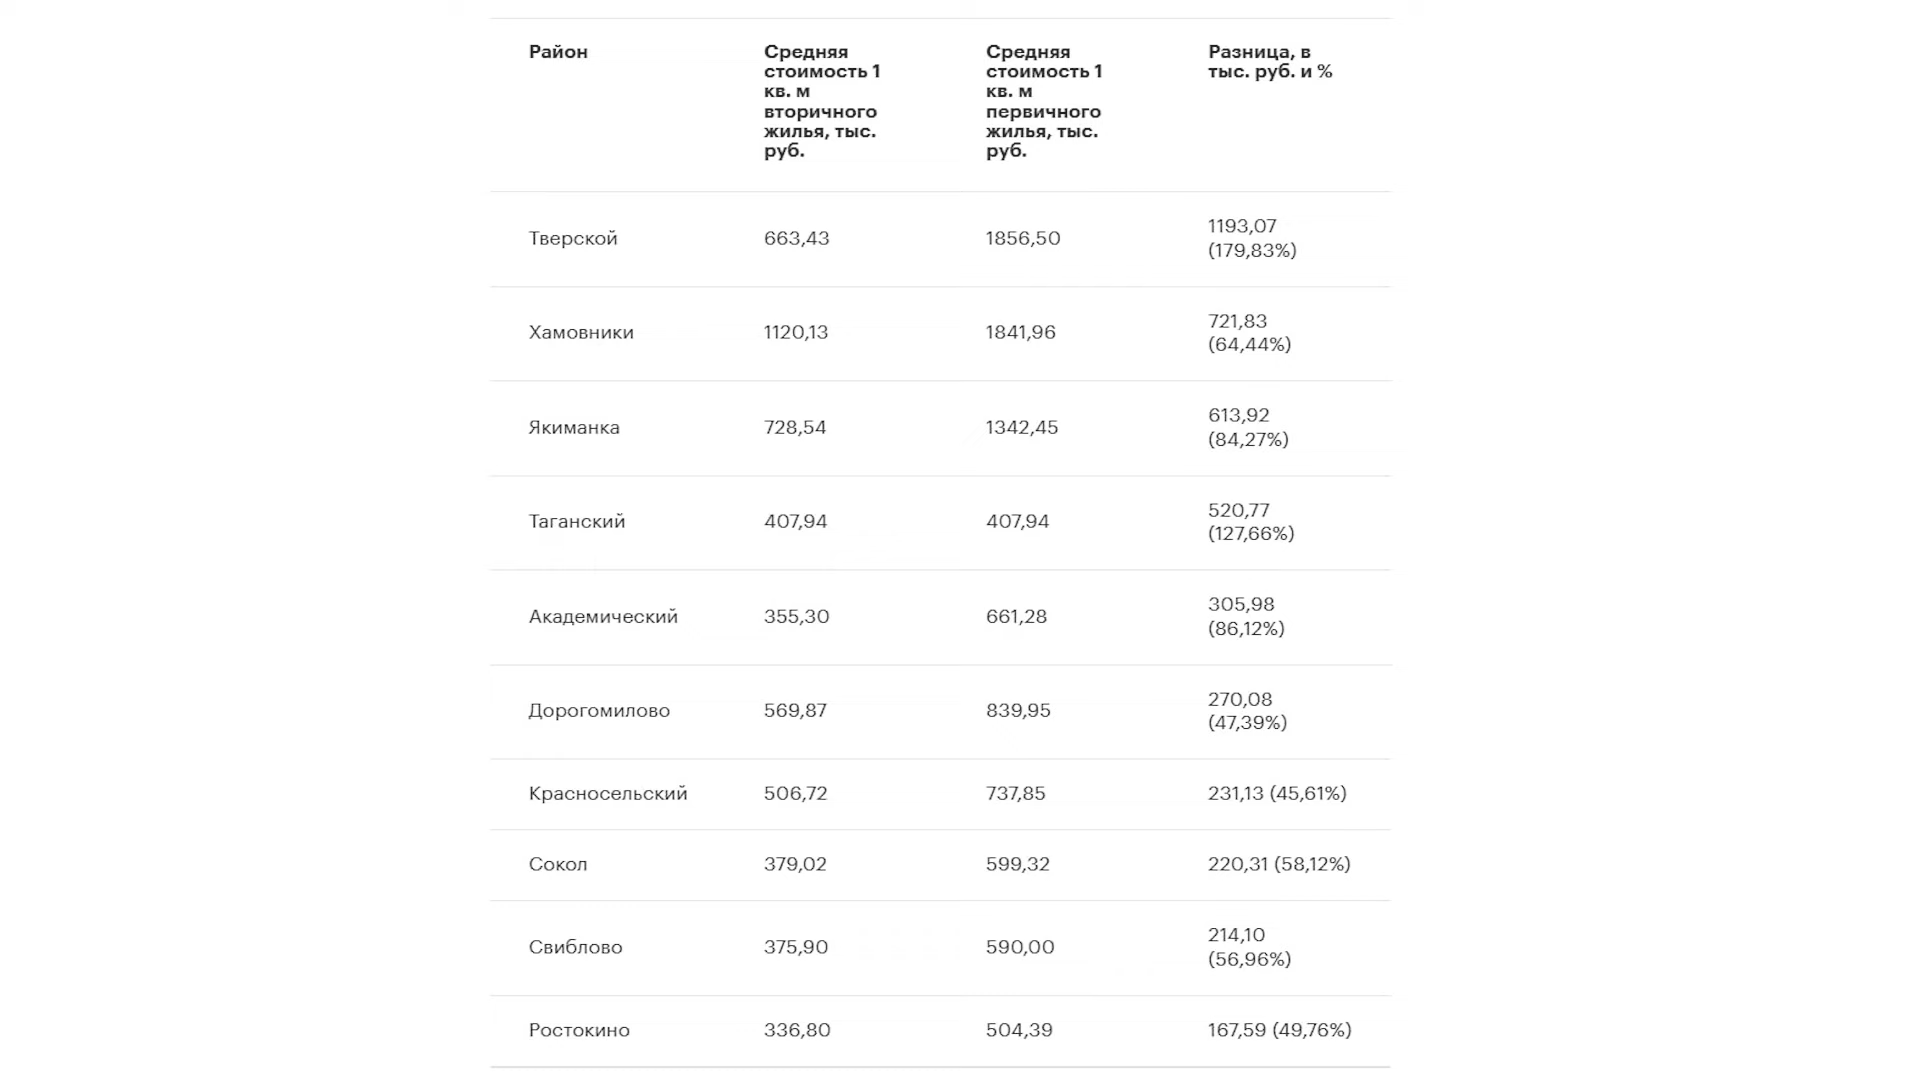 Район
Средняя
стоимость 1
кв. м
вторичного
жилья, тыс.
руб.
Средняя
стоимость 1
кв. м
первичного
жилья, тыс.
руб.
Разница, в
тыс. руб. и %
Тверской
663,43
1856,50
1193,07
(179,83%)
Хамовники
1120,13
1841,96
721,83
(64,44%)
Якиманка
728,54
1342,45
613,92
(84,27%)
Таганский
407,94
407,94
520,77
(127,66%)
Академический
355,30
661,28
305,98
(86,12%)
Дорогомилово
569,87
839,95
270,08
(47,39%)
Красносельский
506,72
737,85
231,13 (45,61%)
Сокол
379,02
599,32
220,31 (58,12%)
Свиблово
375,90
590,00
214,10
(56,96%)
Ростокино
336,80
504,39
167,59 (49,76%)